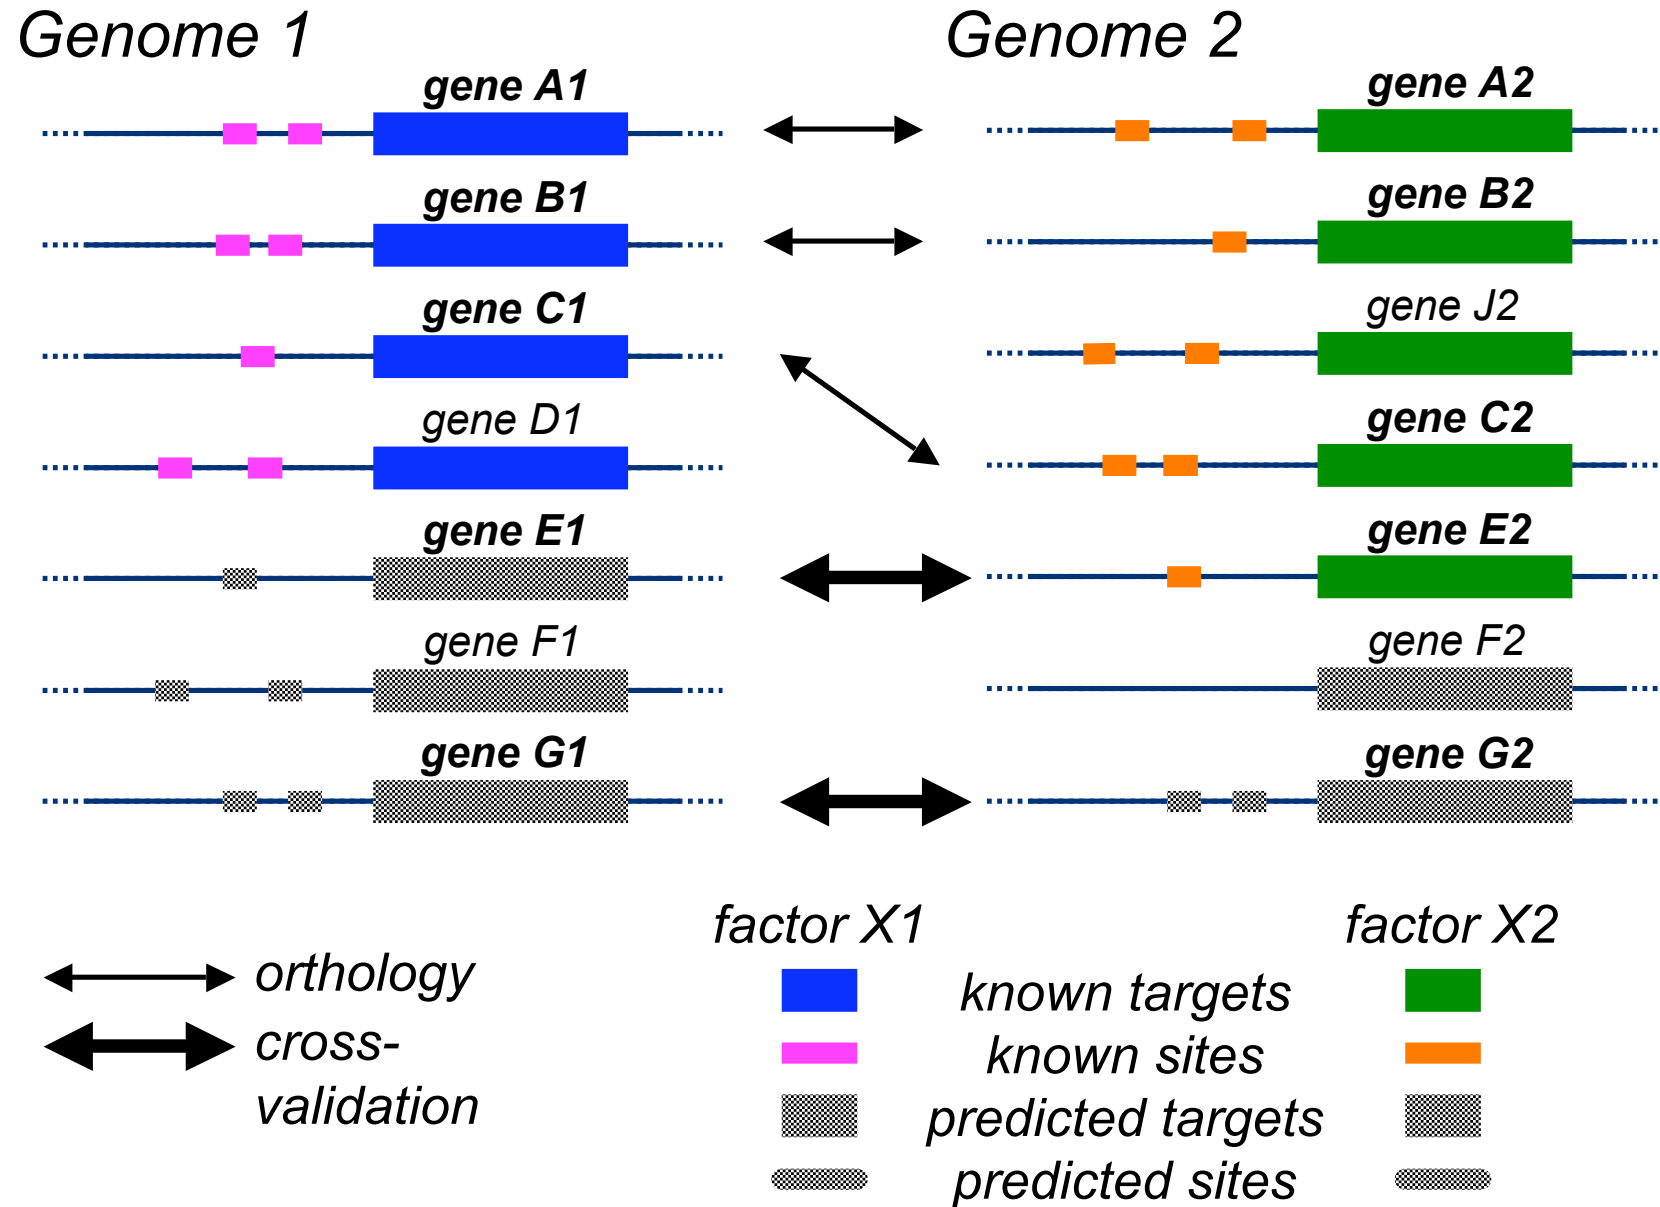 Genome 1
Genome 2
gene A1
gene A2
gene B1
gene B2
gene C1
gene J2
gene D1
gene C2
gene E1
gene E2
gene F1
gene F2
gene G1
gene G2
factor X1
factor X2
orthology
known targets
cross-
known sites
validation
predicted targets
predicted sites